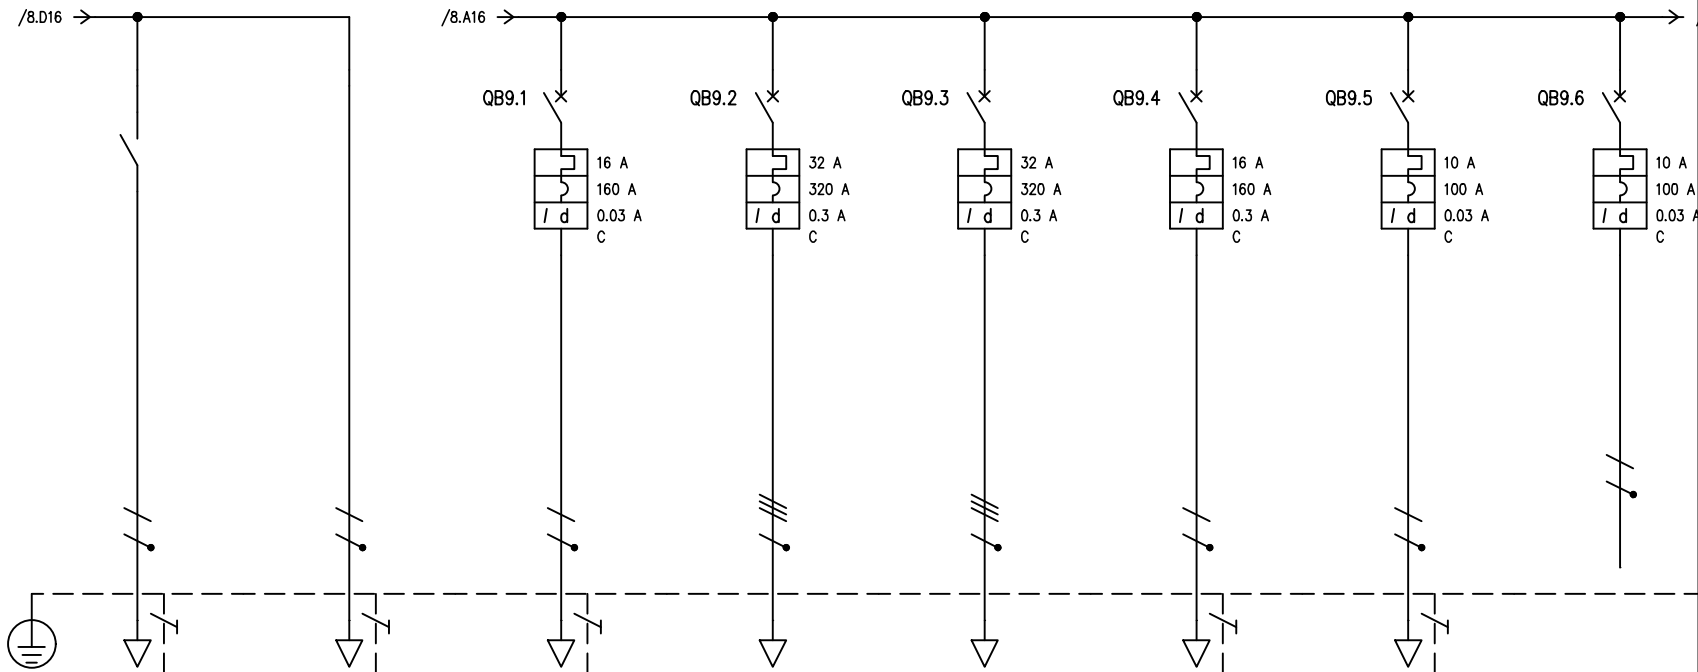 /8.D16
/8.A16
QB9.1
16 A
160 A
I d
0.03 A
C
QB9.2
32 A
320 A
I d
0.3 A
C
QB9.3
32 A
320 A
I d
0.3 A
C
QB9.4
16 A
160 A
I d
0.3 A
C
QB9.5
10 A
100 A
I d
0.03 A
C
QB9.6
10 A
100 A
I d
0.03 A
C